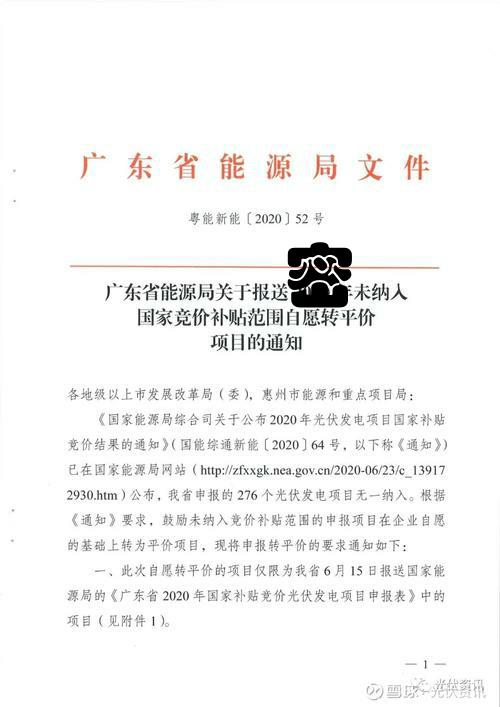 广东省能源局文件
粤能新能〔2020〕52号
广东省能源局关于报送 年未纳入
国家竞价补贴范围自愿转平价
项目的通知
各地级以上市发展改革局（委），惠州市能源和重点项目局：
《国家能源局综合司关于公布2020年光伏发电项目国家补贴
竞价结果的通知》（国能综通新能〔2020〕64号，以下称《通知》）
已在国家能源局网站（http://zfxxgk.nea.gov.cn/2020-06/23/c_13917
2930.htm）公布，我省申报的276个光伏发电项目无一纳入。根据
《通知》要求，鼓励未纳入竞价补贴范围的申报项目在企业自愿
的基础上转为平价项目，现将申报转平价的要求通知如下：
一、此次自愿转平价的项目仅限为我省6月15日报送国家能
源局的《广东省2020年国家补贴竞价光伏发电项目申报表》中的
项目（见附件1）。
— 1 —
光伏资讯
雪球·光伏资讯